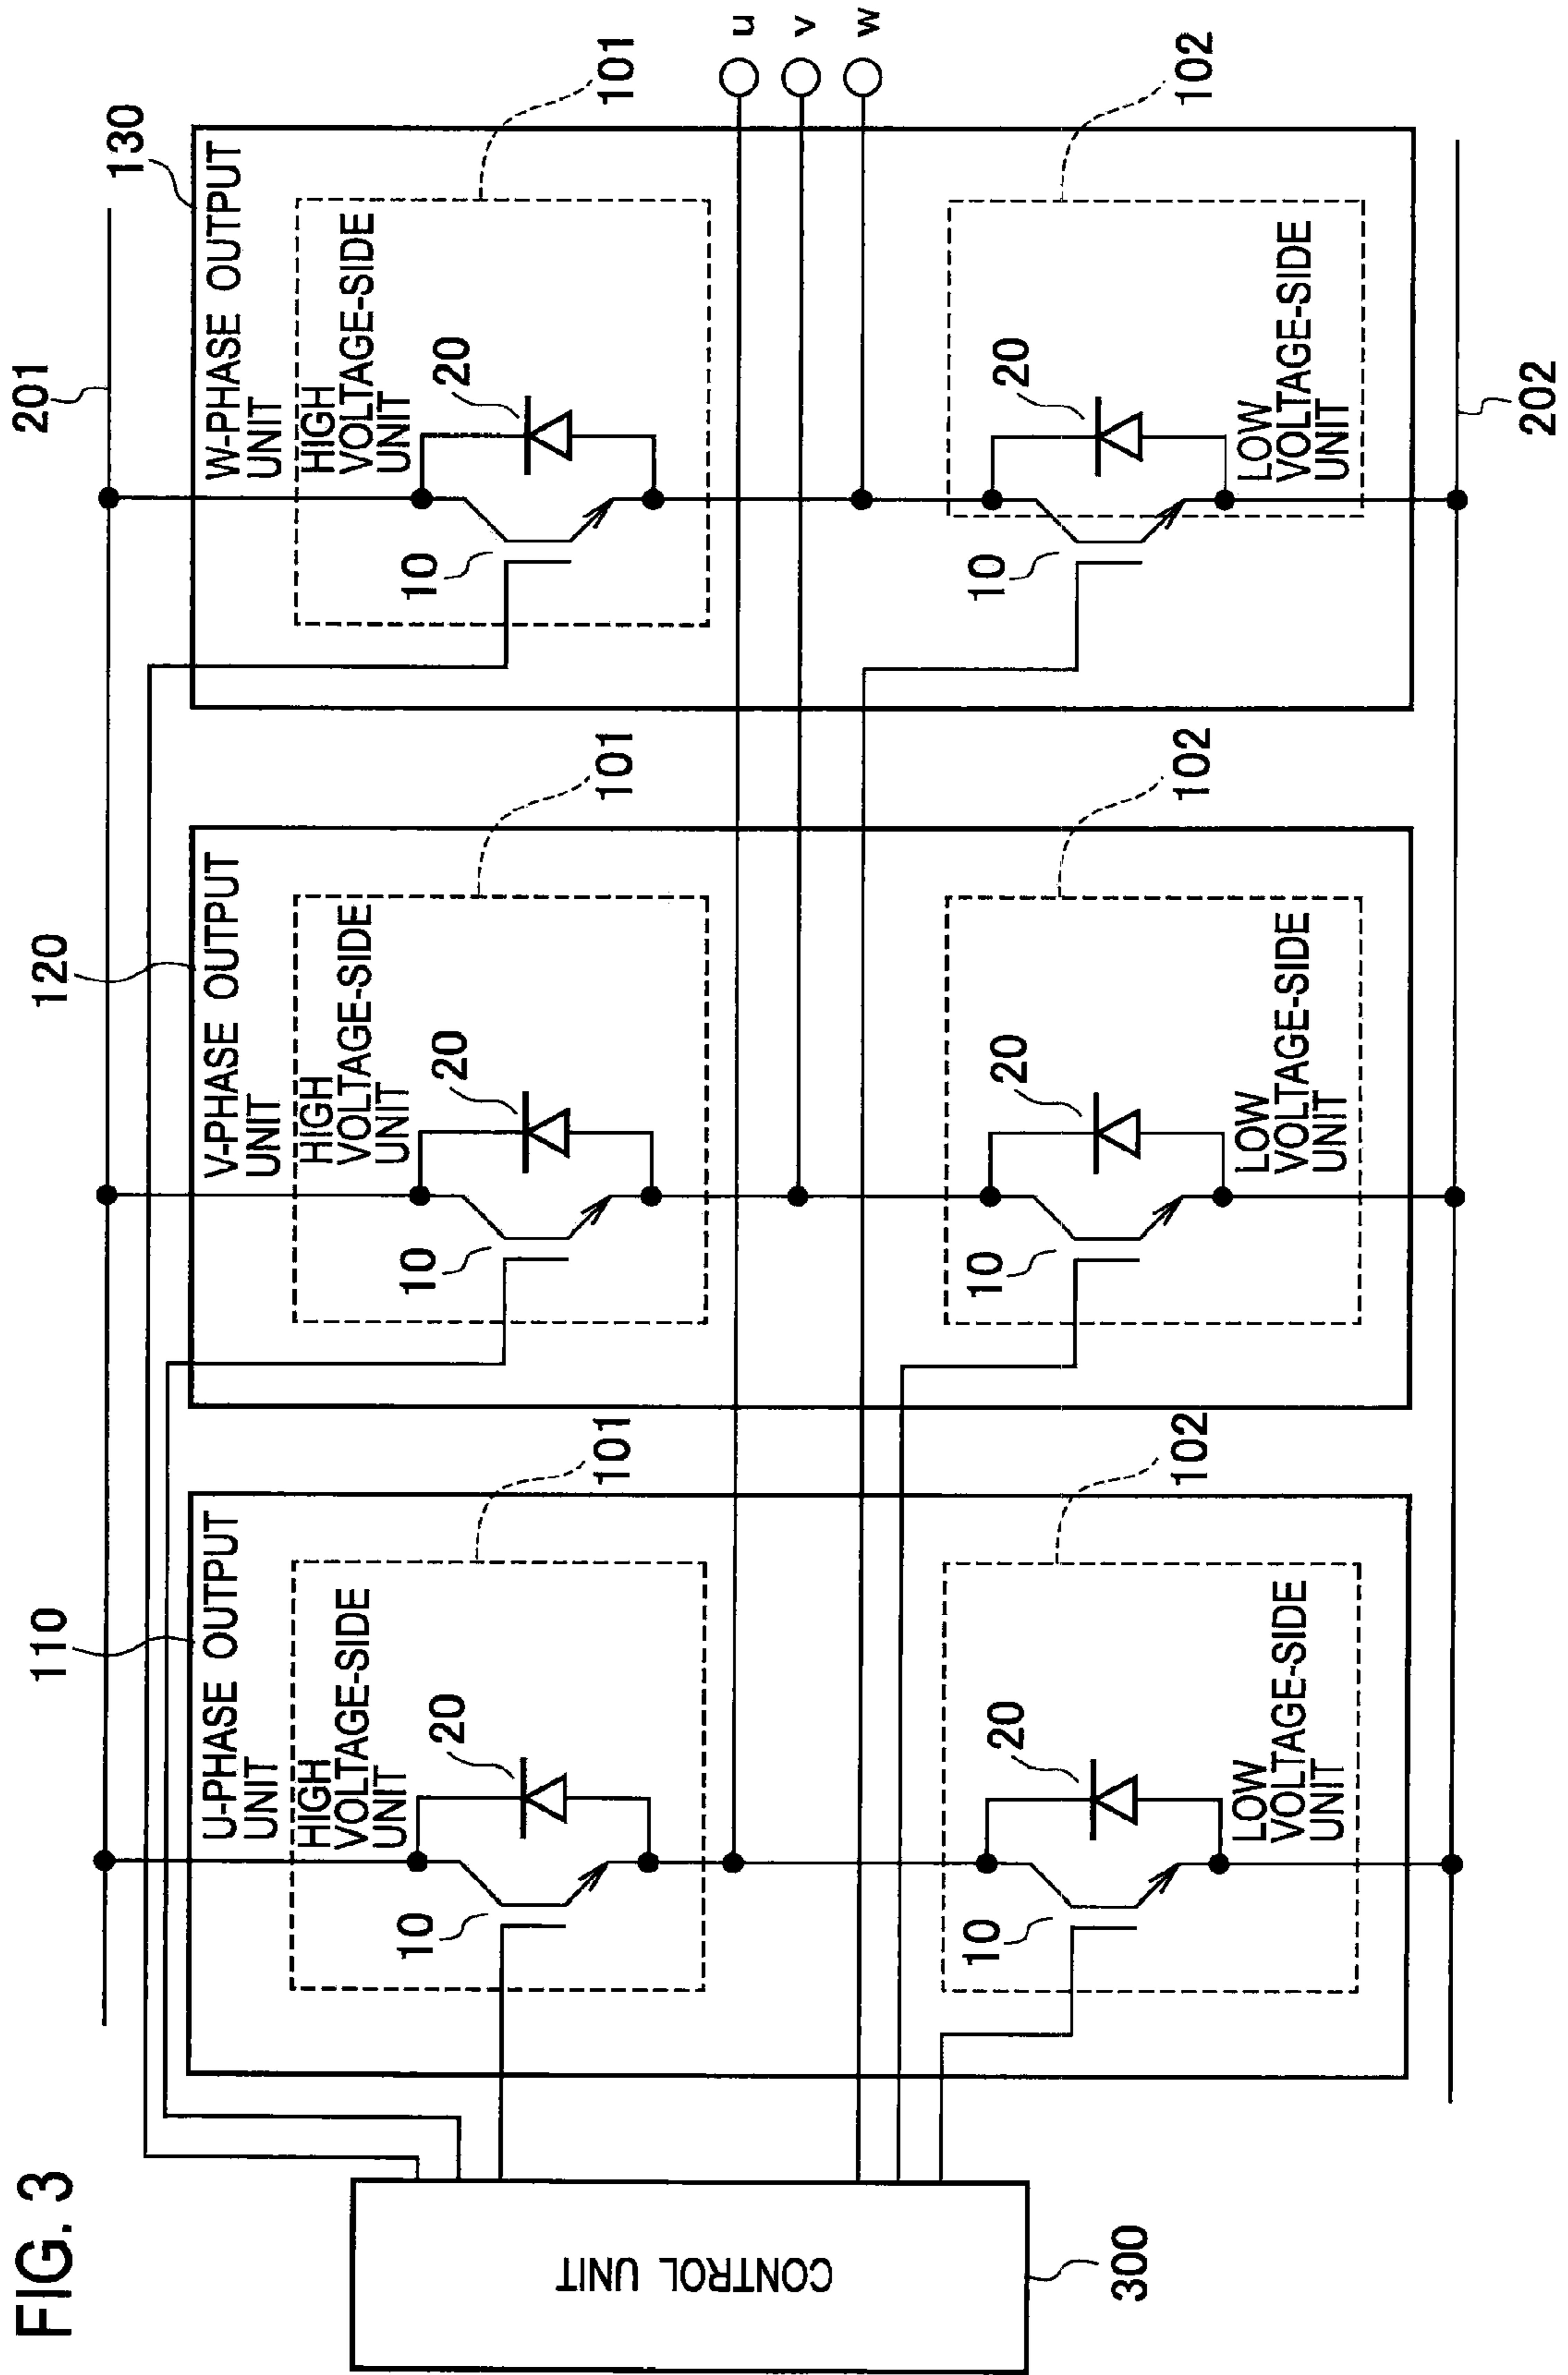 FIG. 3
110
120
130
201
U-PHASE OUTPUT
UNIT
V-PHASE OUTPUT
UNIT
W-PHASE OUTPUT
UNIT
HIGH
VOLTAGE-SIDE
UNIT
HIGH
VOLTAGE-SIDE
UNIT
HIGH
VOLTAGE-SIDE
UNIT
10
20
101
10
20
101
10
20
101
u
v
w
CONTROL UNIT
300
10
20
102
10
20
102
10
20
102
LOW
VOLTAGE-SIDE
UNIT
LOW
VOLTAGE-SIDE
UNIT
LOW
VOLTAGE-SIDE
UNIT
202